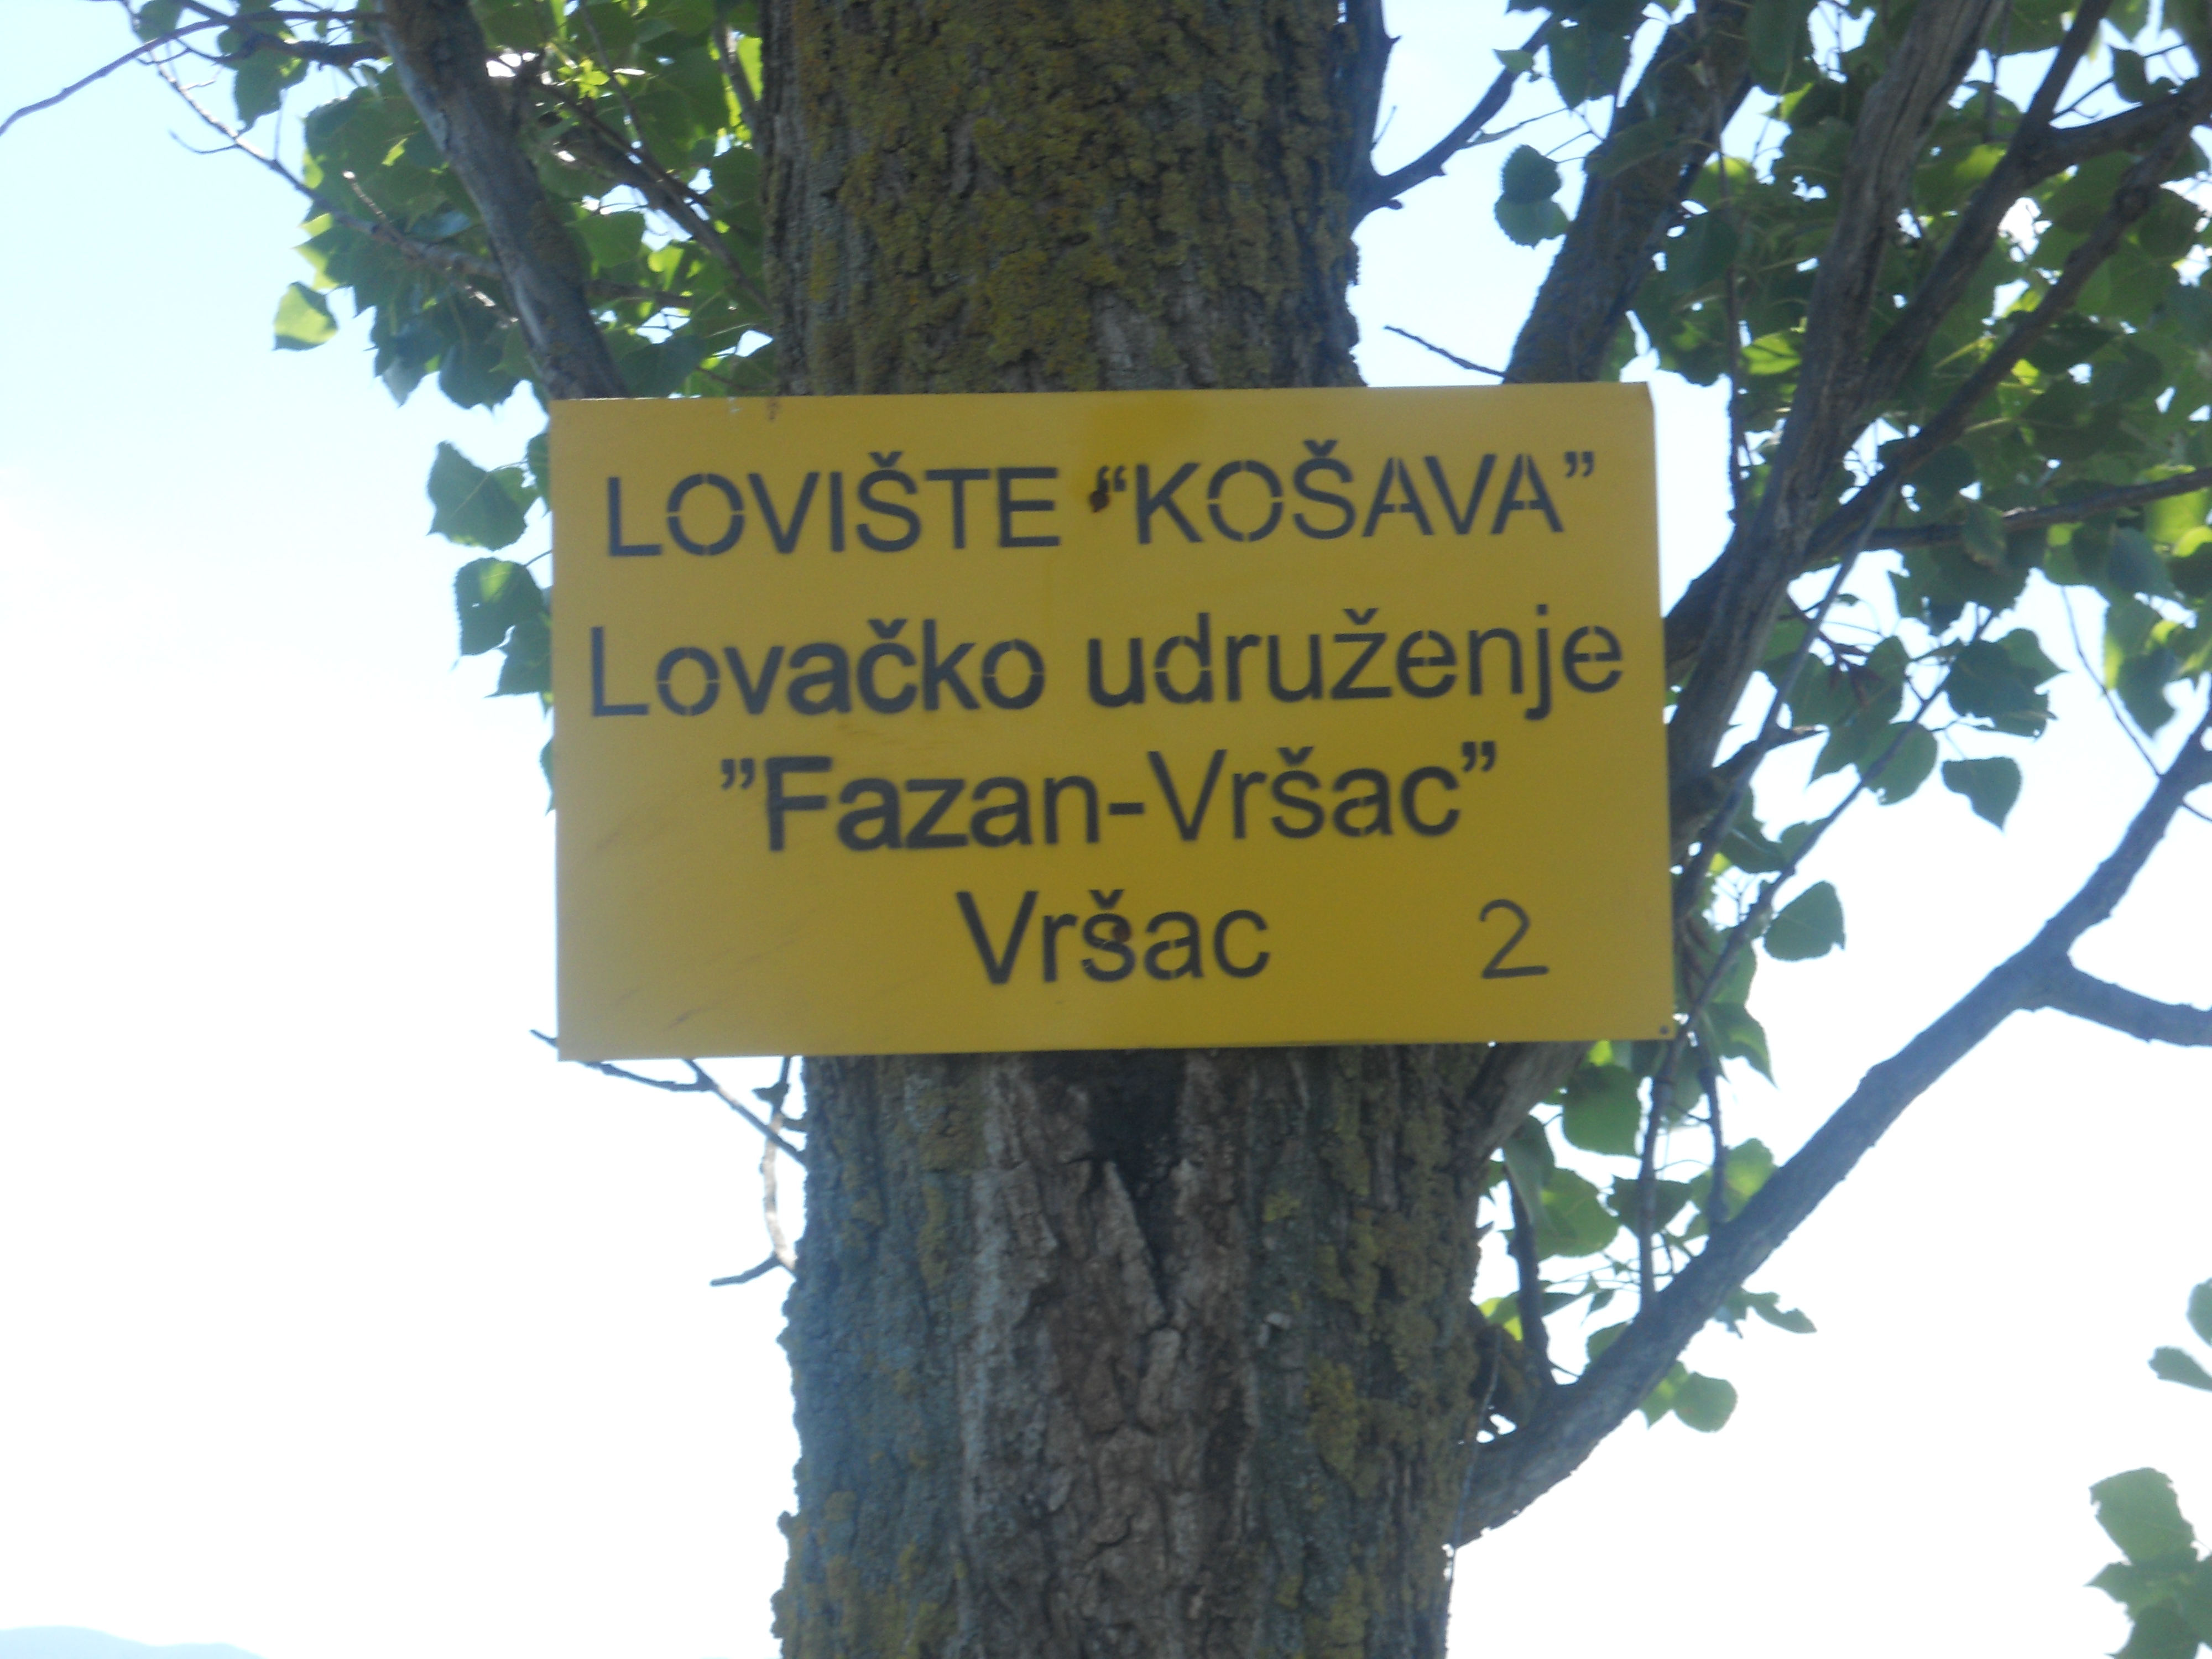 LOVIŠTE “KOŠAVA”
Lovačko udruženje
”Fazan-Vršac”
Vršac 2